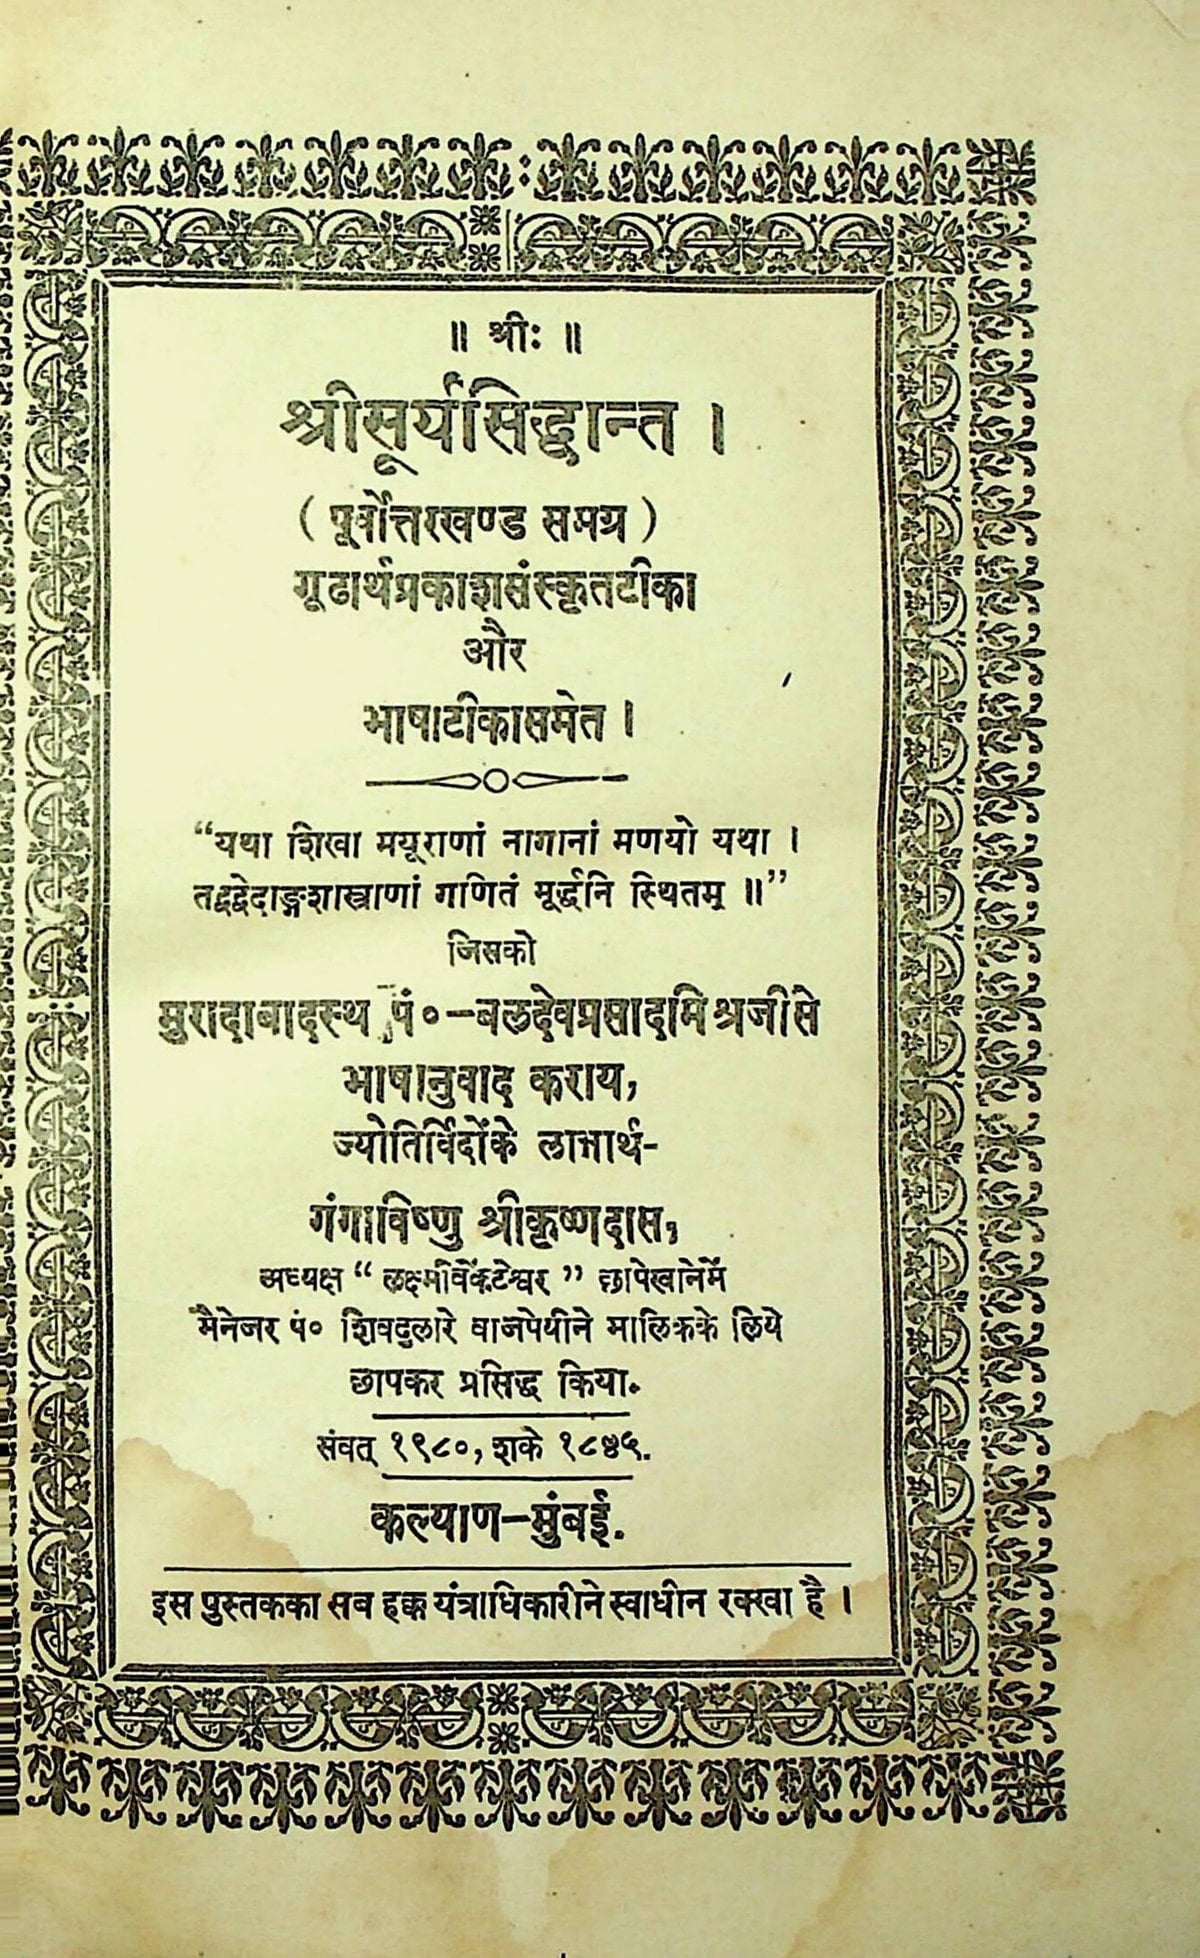 ॥ श्रीः ॥
श्रीसूर्यसिद्धान्त ।
( पूर्वोत्तरखण्ड समग्र )
गूढार्थप्रकाशसंस्कृतटीका
और
भाषाटीकासमेत ।
“यथा शिखा मयूराणां नागानां मणयो यथा ।
तद्वद्वेदाङ्गशास्त्राणां गणितं मूर्द्धनि स्थितम् ॥”
जिसको
मुरादाबादस्थ पं०-बलदेवप्रसादमिश्रजीसे
भाषानुवाद कराय,
ज्योतिर्विदोंके लाभार्थ-
गंगाविष्णु श्रीकृष्णदास,
अध्यक्ष “ लक्ष्मीवेंकटेश्वर ” छापेखानेमें
मैनेजर पं० शिवदुलारे वाजपेयीने मालिकके लिये
छापकर प्रसिद्ध किया.
संवत् १९८०, शके १८४५.
कल्याण-मुंबई.
इस पुस्तकका सब हक्क यंत्राधिकारीने स्वाधीन रक्खा है ।